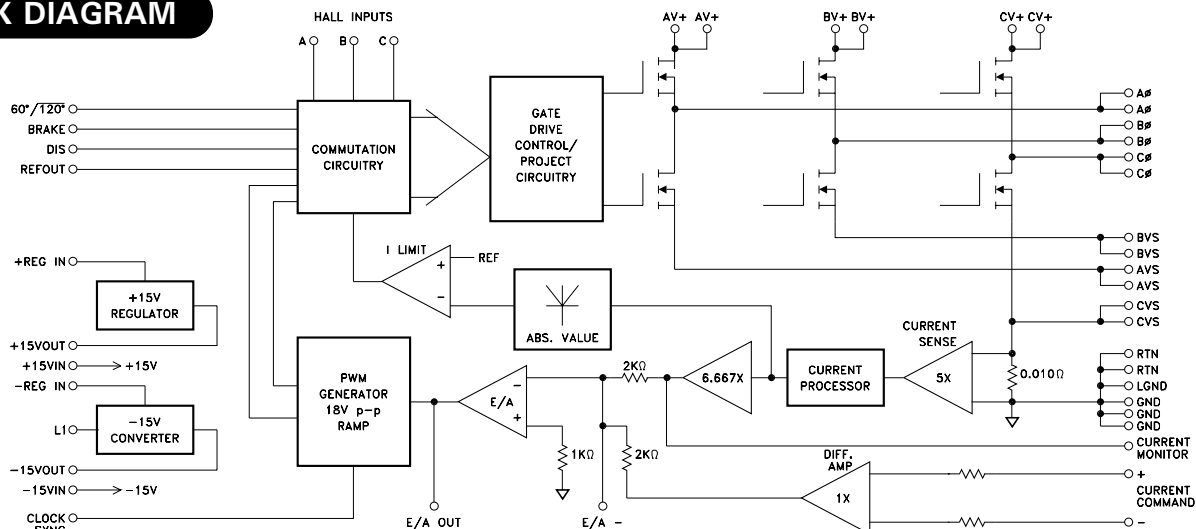 K DIAGRAM
HALL INPUTS
A B C
AV+ AV+
BV+ BV+
CV+ CV+
60°/120°
BRAKE
DIS
REFOUT
COMMUTATION
CIRCUITRY
GATE
DRIVE
CONTROL/
PROJECT
CIRCUITRY
AØ
AØ
BØ
BØ
CØ
CØ
BVS
BVS
AVS
AVS
CVS
CVS
I LIMIT
+
−
REF
ABS. VALUE
+REG IN
+15V
REGULATOR
+15VOUT
+15VIN
+15V
−REG IN
−15V
CONVERTER
L1
−15VOUT
−15VIN
−15V
CLOCK
SYNC
PWM
GENERATOR
18V p-p
RAMP
E/A
−
+
2KΩ
6.667X
CURRENT
PROCESSOR
CURRENT
SENSE
5X
0.010Ω
RTN
RTN
LGND
GND
GND
GND
CURRENT
MONITOR
1KΩ
2KΩ
DIFF.
AMP
1X
+
CURRENT
COMMAND
−
E/A OUT
E/A −